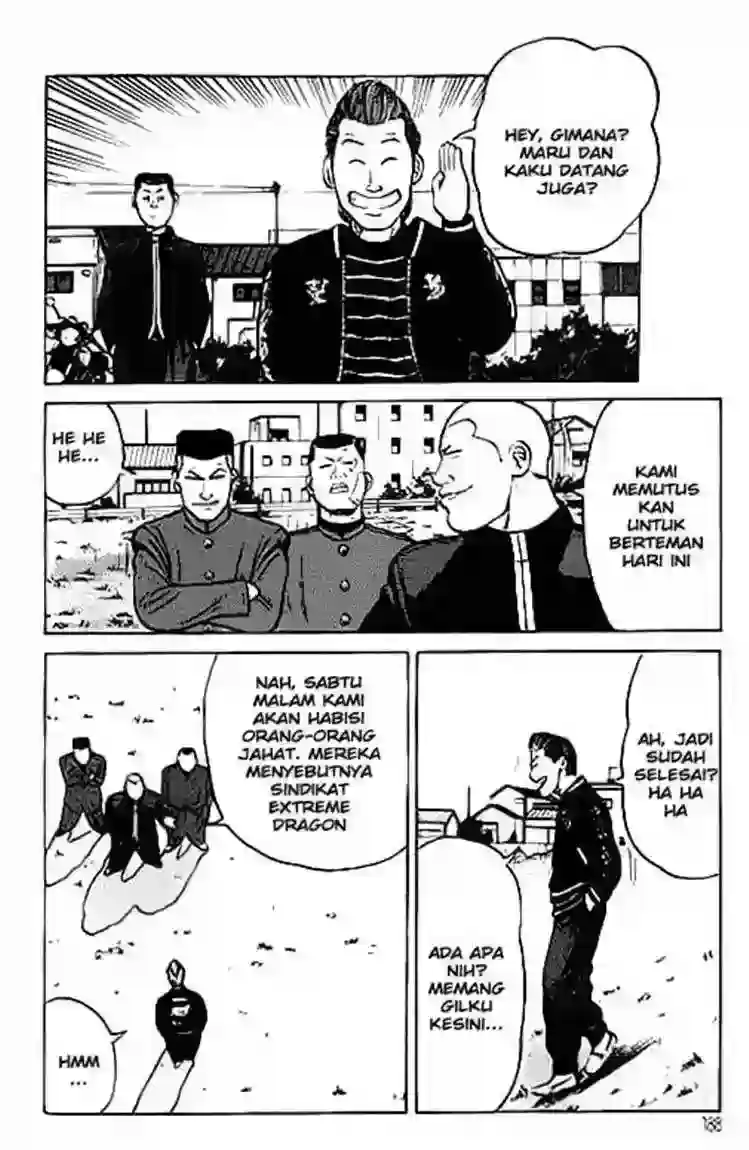 HEY, GIMANA?
MARU DAN
KAKU DATANG
JUGA?
KAMI
MEMUTUS
KAN
UNTUK
BERTEMAN
HARI INI
HE HE
HE...
AH, JADI
SUDAH
SELESAI?
HA HA
HA
ADA APA
NIH?
MEMANG
GILKU
KESINI...
NAH, SABTU
MALAM KAMI
AKAN HABISI
ORANG-ORANG
JAHAT. MEREKA
MENYEBUTNYA
SINDIKAT
EXTREME
DRAGON
HMM
...